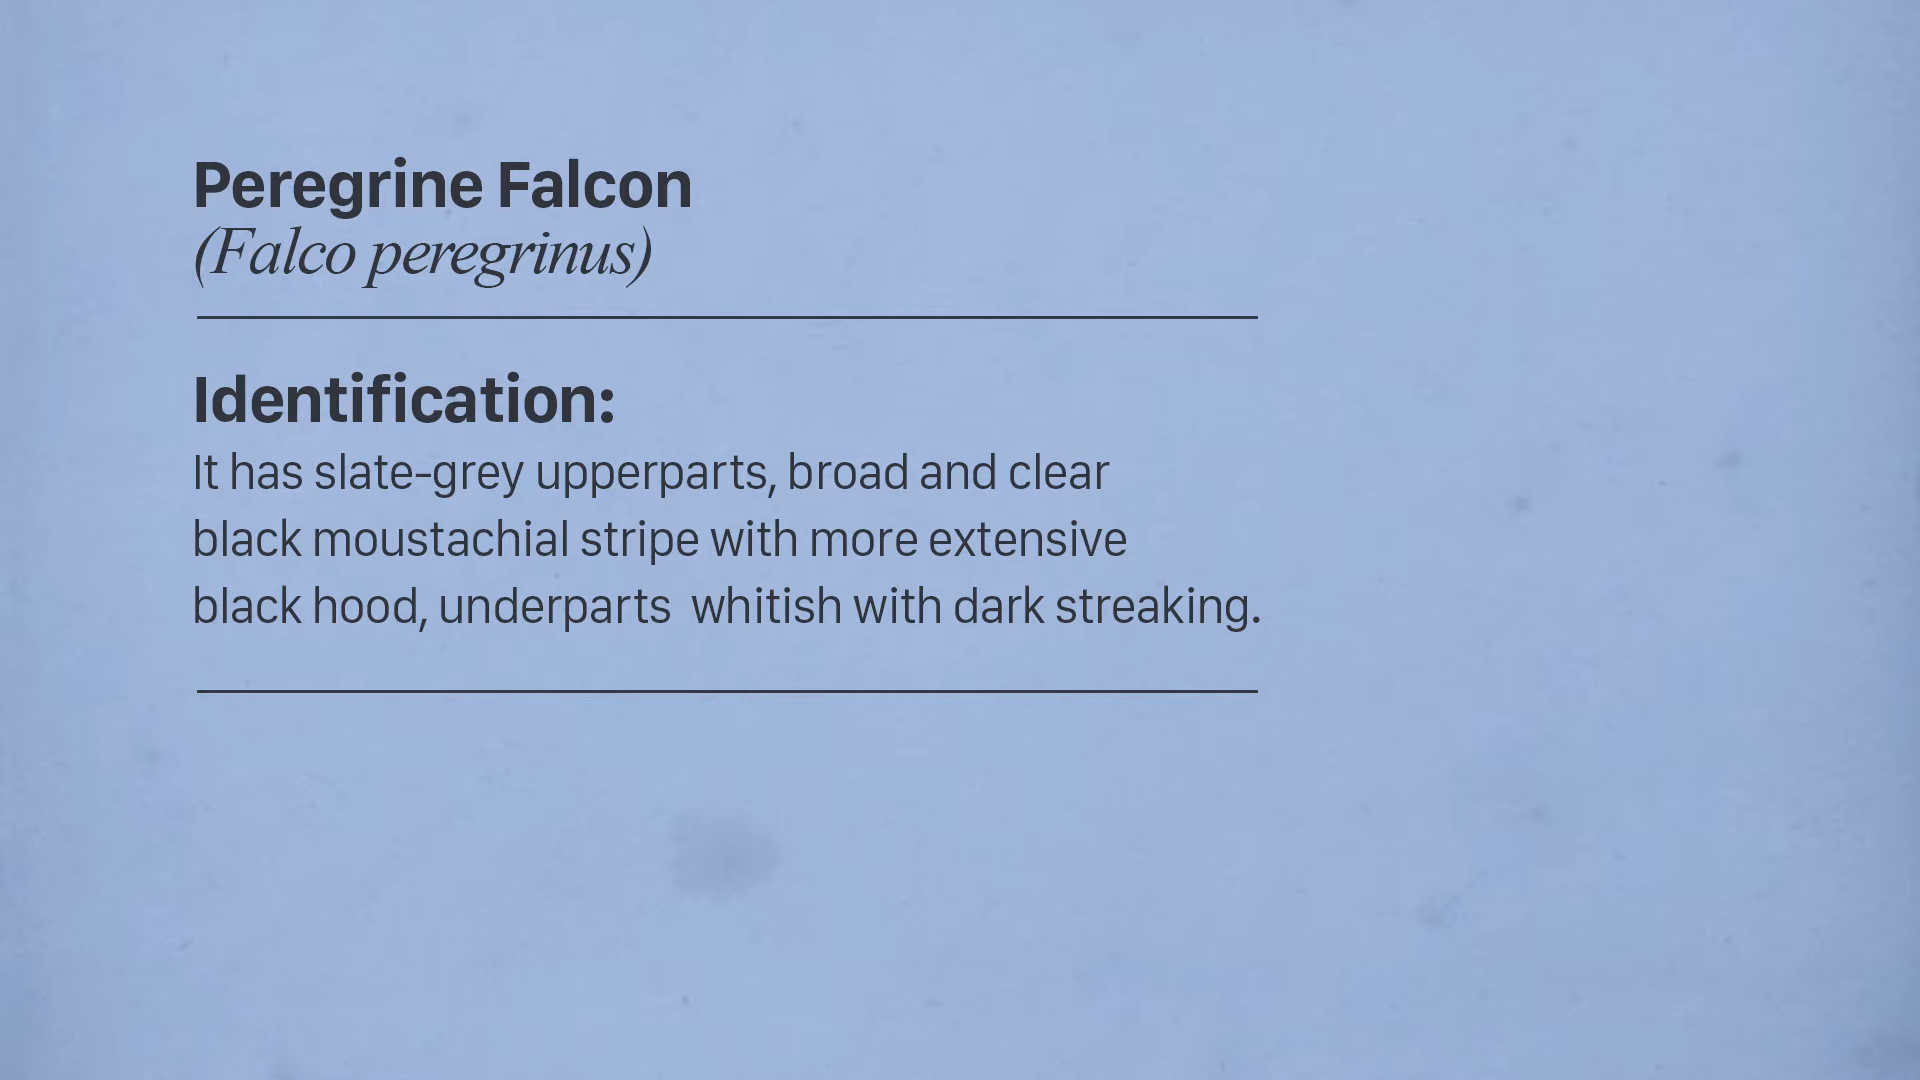 Peregrine Falcon
(Falco peregrinus)
Identification:
It has slate-grey upperparts, broad and clear
black moustachial stripe with more extensive
black hood, underparts  whitish with dark streaking.